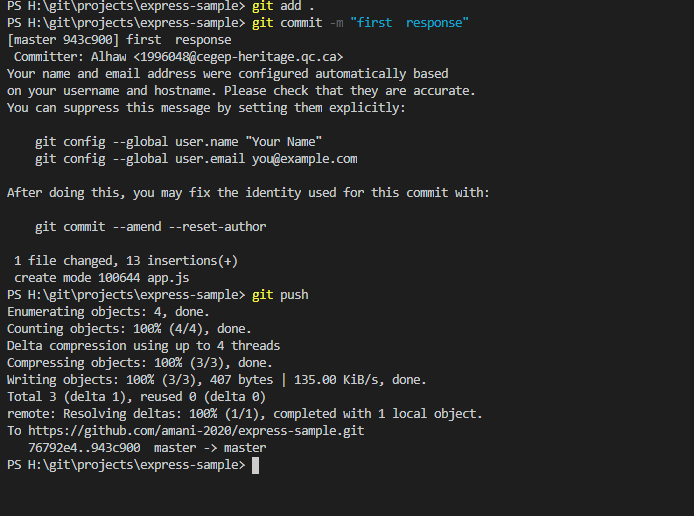 PS H:\git\projects\express-sample> git add .
PS H:\git\projects\express-sample> git commit -m "first  response"
[master 943c900] first  response
 Committer: Alhaw <1996048@cegep-heritage.qc.ca>
Your name and email address were configured automatically based
on your username and hostname. Please check that they are accurate.
You can suppress this message by setting them explicitly:

    git config --global user.name "Your Name"
    git config --global user.email you@example.com

After doing this, you may fix the identity used for this commit with:

    git commit --amend --reset-author

 1 file changed, 13 insertions(+)
 create mode 100644 app.js
PS H:\git\projects\express-sample> git push
Enumerating objects: 4, done.
Counting objects: 100% (4/4), done.
Delta compression using up to 4 threads
Compressing objects: 100% (3/3), done.
Writing objects: 100% (3/3), 407 bytes | 135.00 KiB/s, done.
Total 3 (delta 1), reused 0 (delta 0)
remote: Resolving deltas: 100% (1/1), completed with 1 local object.
To https://github.com/amani-2020/express-sample.git
   76792e4..943c900  master -> master
PS H:\git\projects\express-sample>